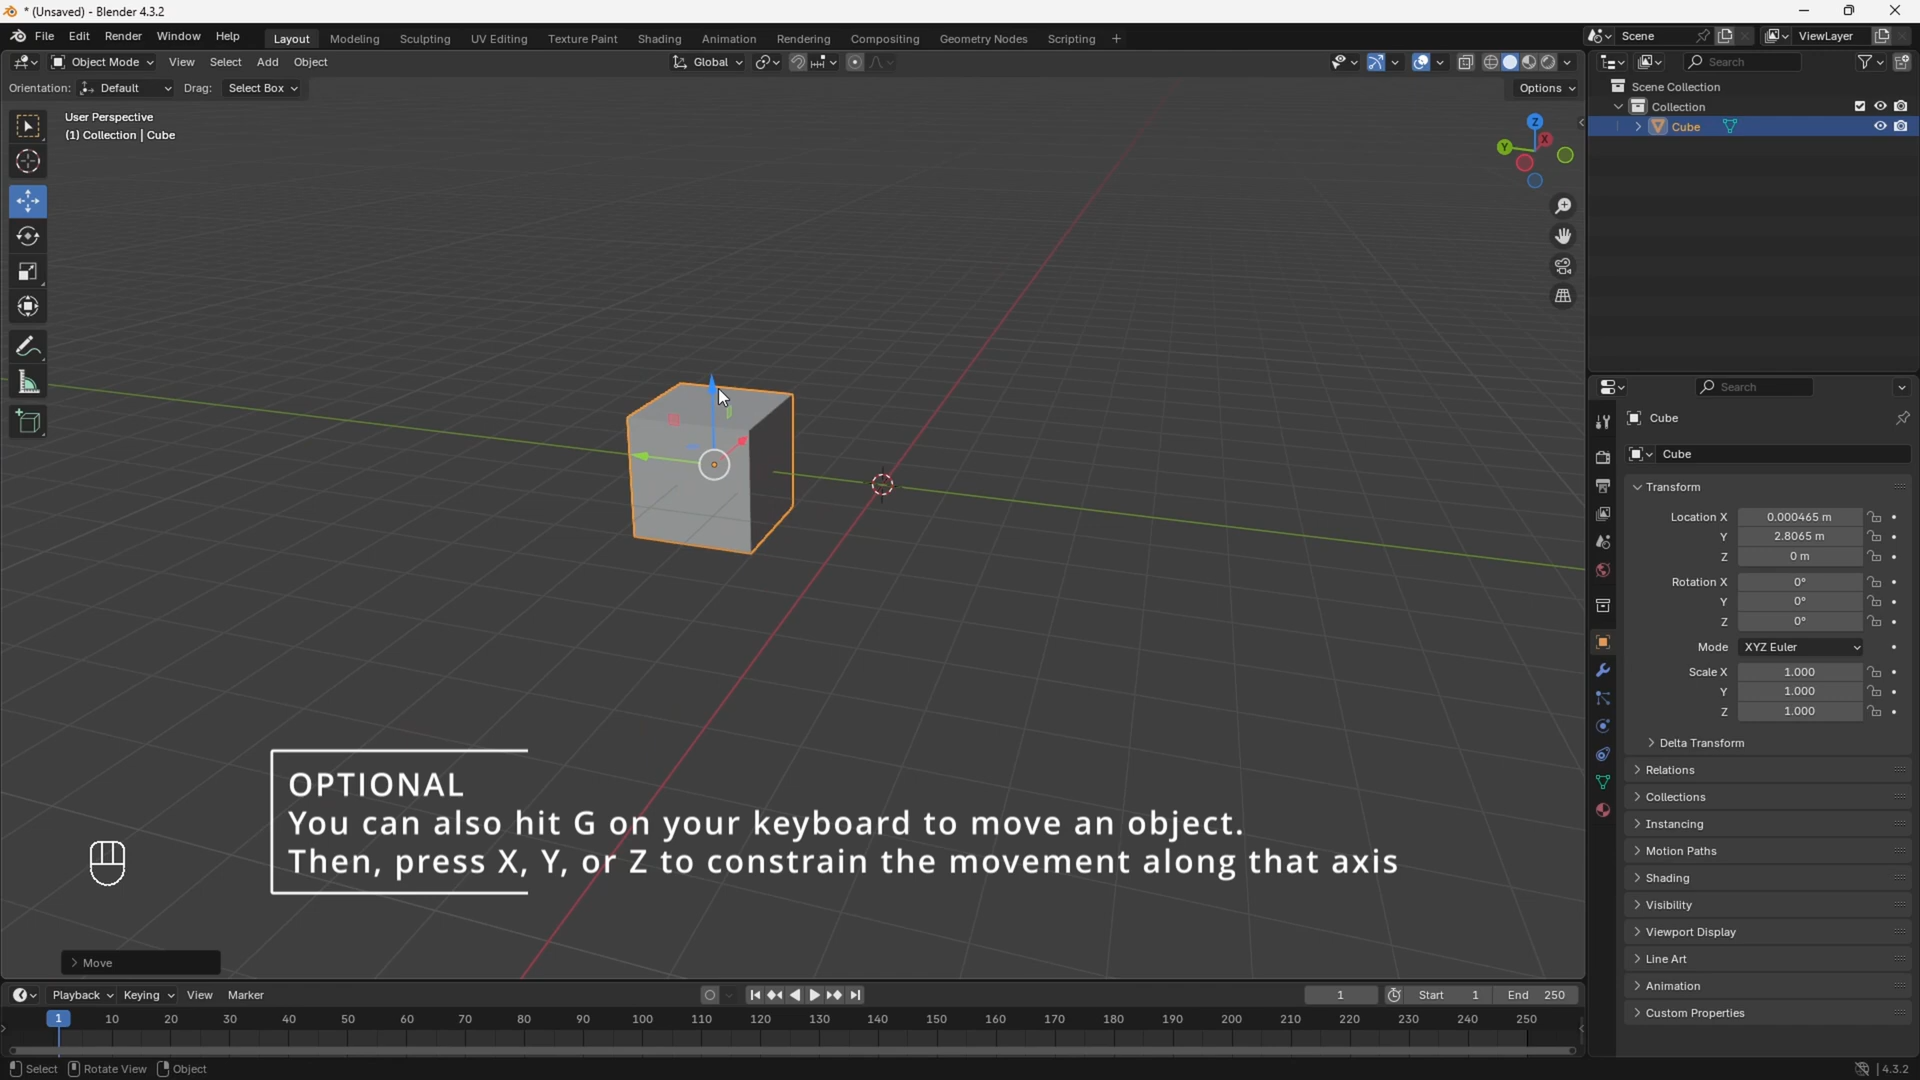 * (Unsaved) - Blender 4.3.2
File Edit Render Window Help Layout Modeling Sculpting UV Editing Texture Paint Shading Animation Rendering Compositing Geometry Nodes Scripting + Scene ViewLayer
Object Mode View Select Add Object Global Search
Orientation: Default Drag: Select Box Options
Scene Collection
Collection
Cube
User Perspective
(1) Collection | Cube
Z
X
Y
Search
Cube
Cube
Transform
Location X 0.000465 m
Y 2.8065 m
Z 0 m
Rotation X 0°
Y 0°
Z 0°
Mode XYZ Euler
Scale X 1.000
Y 1.000
Z 1.000
Delta Transform
Relations
Collections
Instancing
Motion Paths
Shading
Visibility
Viewport Display
Line Art
Animation
Custom Properties
OPTIONAL
You can also hit G on your keyboard to move an object.
Then, press X, Y, or Z to constrain the movement along that axis
Move
Playback Keying View Marker 1 Start 1 End 250
1 10 20 30 40 50 60 70 80 90 100 110 120 130 140 150 160 170 180 190 200 210 220 230 240 250
Select Rotate View Object 4.3.2